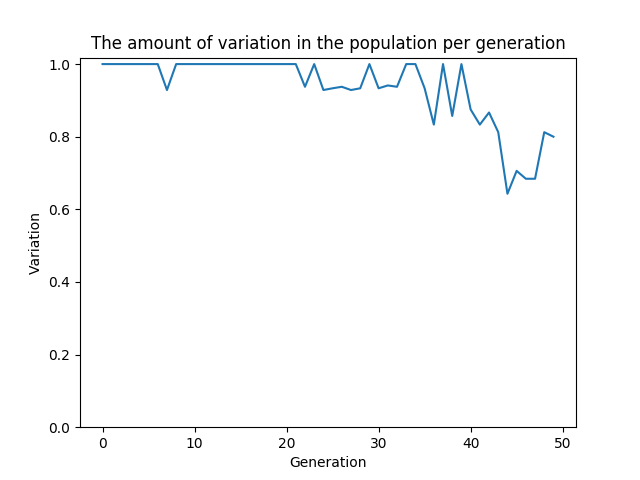 The amount of variation in the population per generation
1.0
0.8
0.6
0.4
0.2
0.0
Variation
0 10 20 30 40 50
Generation